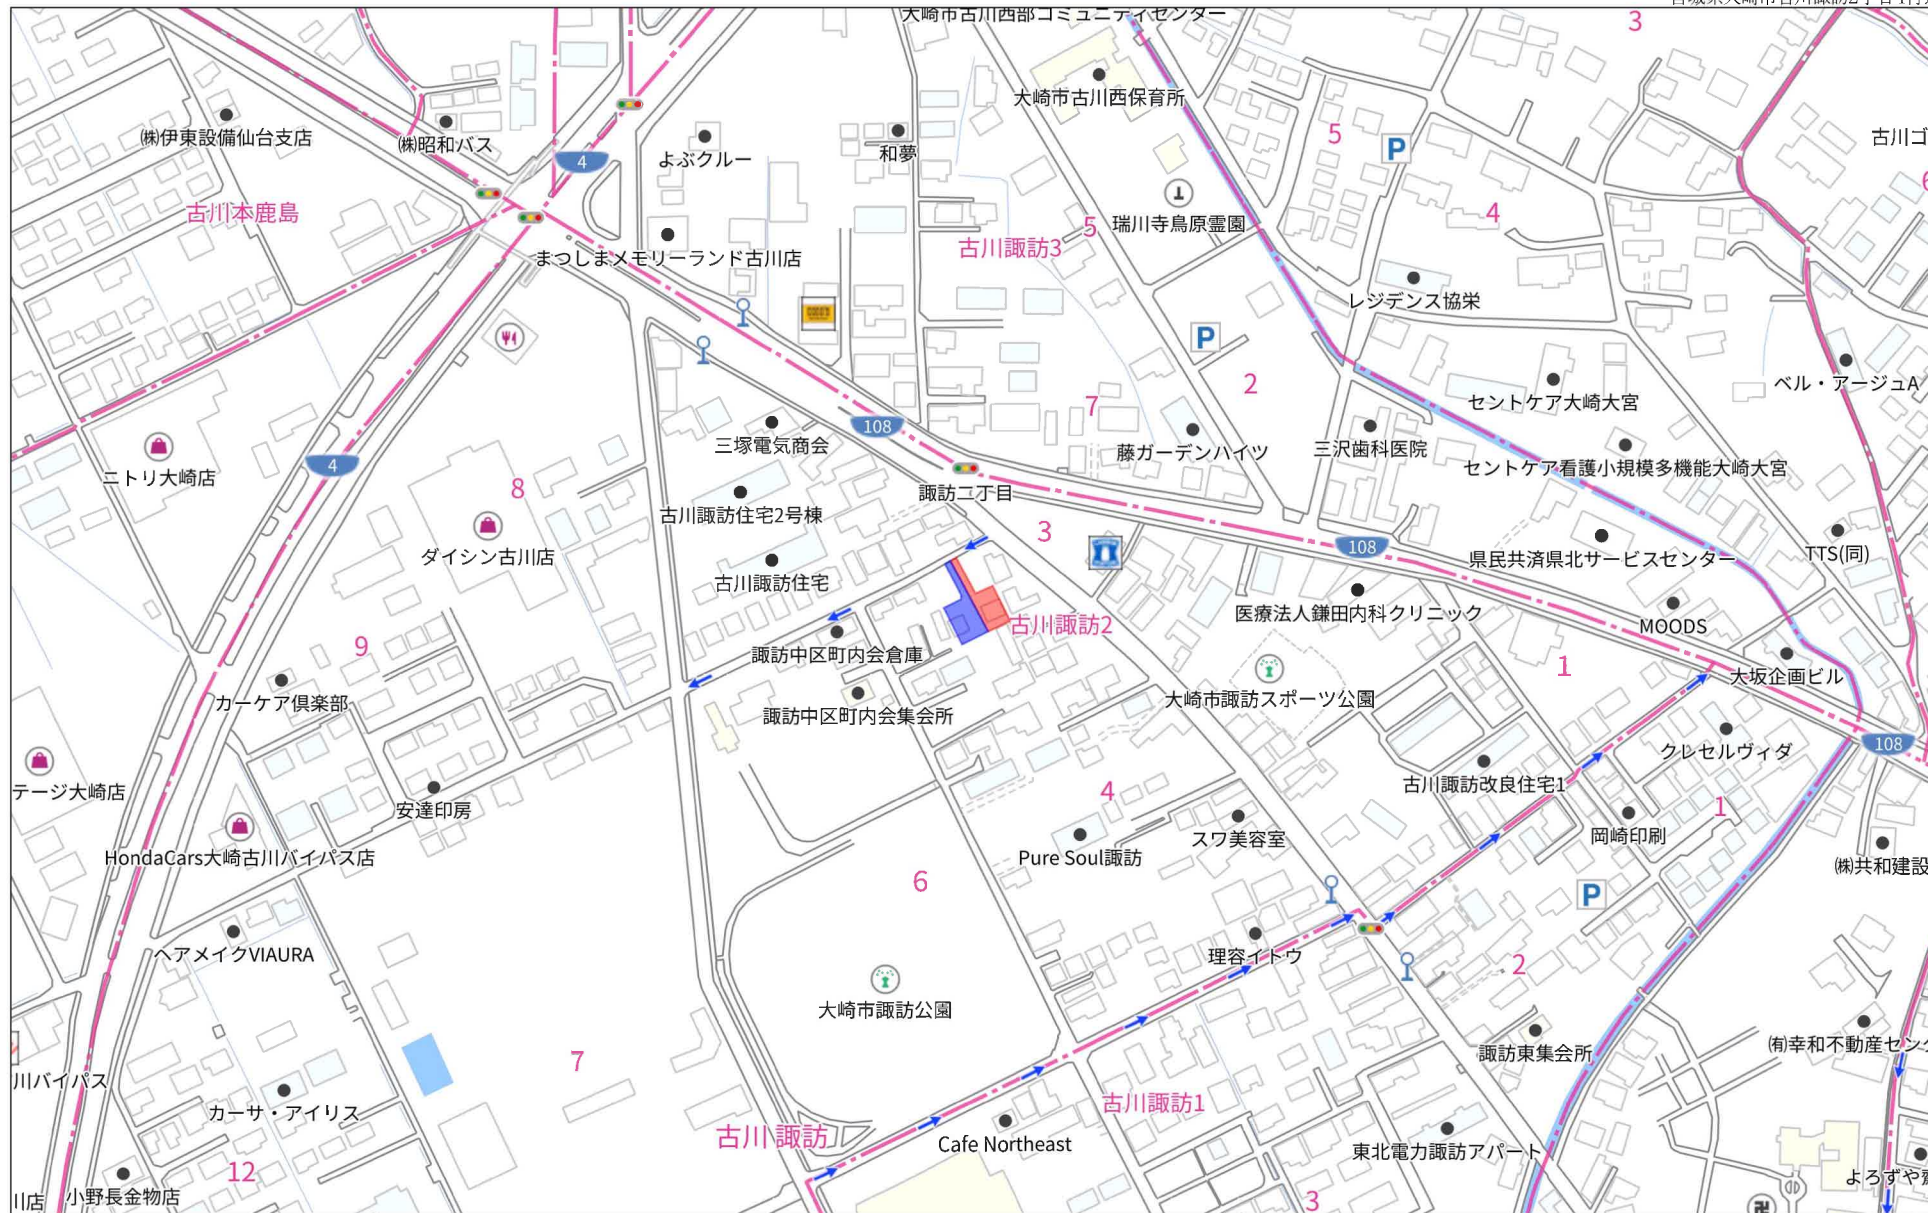 大崎市古川西部コミュニティセンター
3
大崎市古川西保育所
㈱伊東設備仙台支店
㈱昭和バス
4
よぶクルー
和夢
5
P
古川ゴ
古川本鹿島
瑞川寺鳥原霊園
5
4
6
まつしまメモリーランド古川店
古川諏訪3
レジデンス協栄
P
2
ベル・アージュA
セントケア大崎大宮
7
108
三塚電気商会
藤ガーデンハイツ
三沢歯科医院
セントケア看護小規模多機能大崎大宮
ニトリ大崎店
4
8
諏訪二丁目
古川諏訪住宅2号棟
3
ダイシン古川店
108
県民共済県北サービスセンター
TTS(同)
古川諏訪住宅
医療法人鎌田内科クリニック
古川諏訪2
MOODS
9
諏訪中区町内会倉庫
1
大坂企画ビル
カーケア倶楽部
諏訪中区町内会集会所
大崎市諏訪スポーツ公園
108
クレセルヴィダ
テージ大崎店
安達印房
4
古川諏訪改良住宅1
1
HondaCars大崎古川バイパス店
Pure Soul諏訪
スワ美容室
岡崎印刷
㈱共和建設
6
P
ヘアメイクVIAURA
理容イトウ
2
大崎市諏訪公園
諏訪東集会所
㈲幸和不動産センタ
7
川バイパス
カーサ・アイリス
古川諏訪1
古川 諏訪
Cafe Northeast
東北電力諏訪アパート
12
よろずや
小野長金物店
川店
3
卍